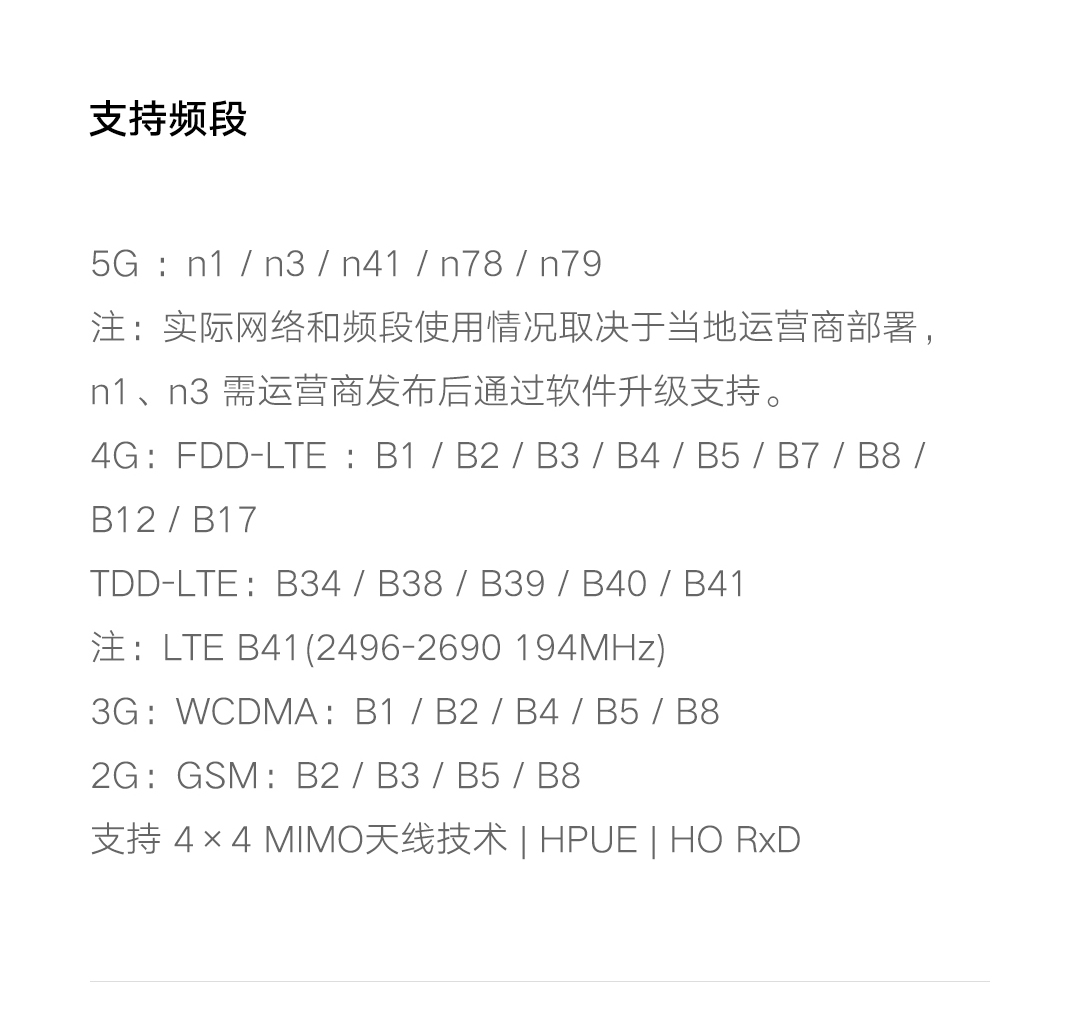 支持频段
5G : n1 / n3 / n41 / n78 / n79
注: 实际网络和频段使用情况取决于当地运营商部署,
n1、n3 需运营商发布后通过软件升级支持。
4G: FDD-LTE : B1 / B2 / B3 / B4 / B5 / B7 / B8 /
B12 / B17
TDD-LTE: B34 / B38 / B39 / B40 / B41
注: LTE B41(2496-2690 194MHz)
3G: WCDMA: B1 / B2 / B4 / B5 / B8
2G: GSM: B2 / B3 / B5 / B8
支持 4×4 MIMO天线技术 | HPUE | HO RxD